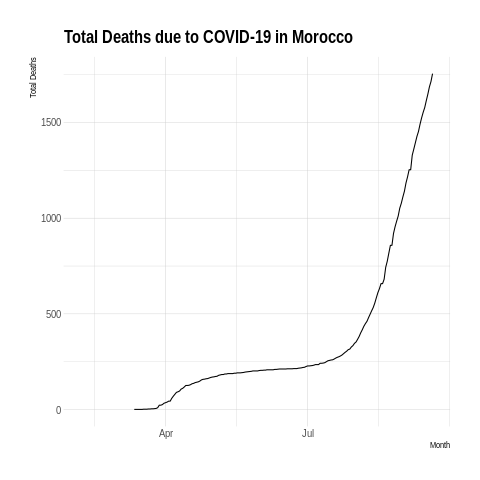 Total Deaths due to COVID-19 in Morocco
Total Deaths
1500
1000
500
0
Apr
Jul
Month